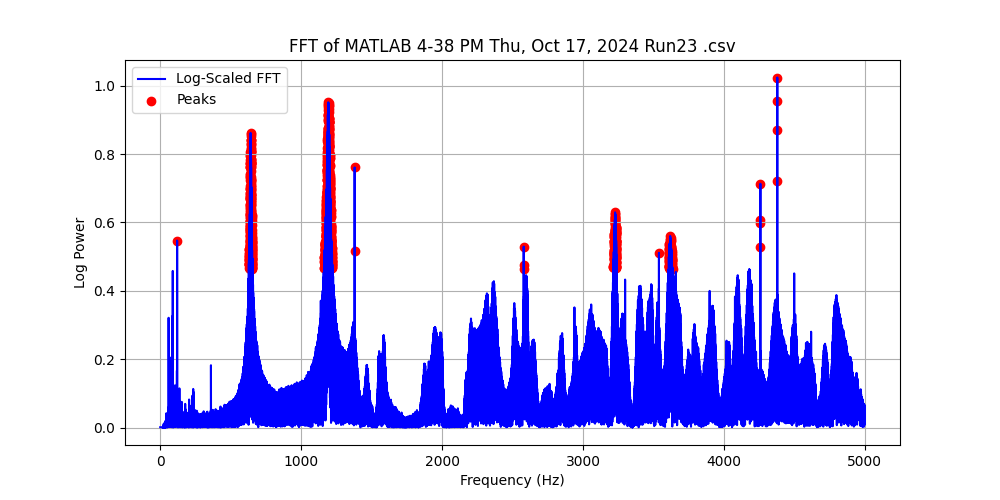 FFT of MATLAB 4-38 PM Thu, Oct 17, 2024 Run23 .csv
Log-Scaled FFT
Peaks
1.0
0.8
0.6
0.4
0.2
0.0
Log Power
0 1000 2000 3000 4000 5000
Frequency (Hz)